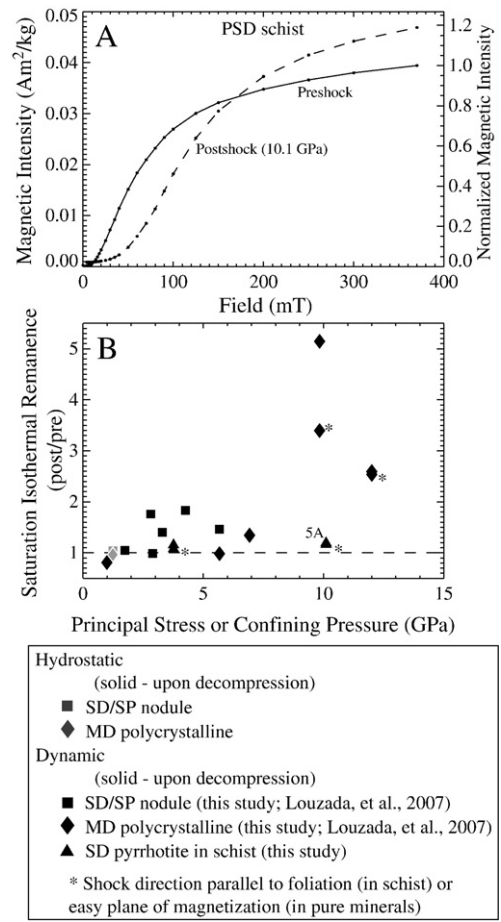 A
PSD schist
Preshock
Postshock (10.1 GPa)
Magnetic Intensity (Am²/kg)
0.05
0.04
0.03
0.02
0.01
0.00
Normalized Magnetic Intensity
1.2
1.0
0.8
0.6
0.4
0.2
0.0
0
100
200
300
400
Field (mT)
B
Saturation Isothermal Remanence
(post/pre)
5
4
3
2
1
*
*
5A
*
*
0
5
10
15
Principal Stress or Confining Pressure (GPa)
Hydrostatic
(solid - upon decompression)
SD/SP nodule
MD polycrystalline
Dynamic
(solid - upon decompression)
SD/SP nodule (this study; Louzada, et al., 2007)
MD polycrystalline (this study; Louzada, et al., 2007)
SD pyrrhotite in schist (this study)
* Shock direction parallel to foliation (in schist) or
easy plane of magnetization (in pure minerals)